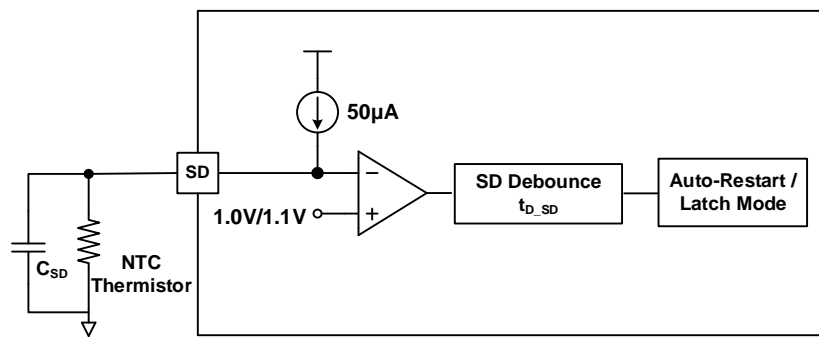 50µA
SD
−
+
1.0V/1.1V
SD Debounce
tD_SD
Auto-Restart /
Latch Mode
CSD
NTC
Thermistor